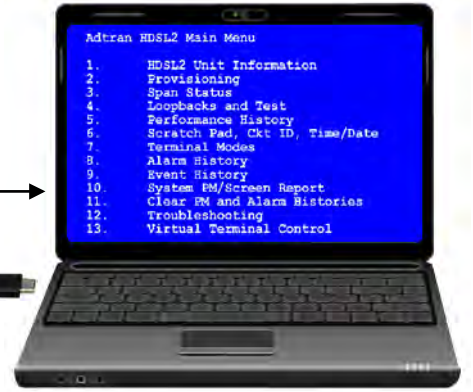 Adtran HDSL2 Main Menu
1. HDSL2 Unit Information
2. Provisioning
3. Span Status
4. Loopbacks and Test
5. Performance History
6. Scratch Pad, Ckt ID, Time/Date
7. Terminal Modes
8. Alarm History
9. Event History
10. System PM/Screen Report
11. Clear PM and Alarm Histories
12. Troubleshooting
13. Virtual Terminal Control